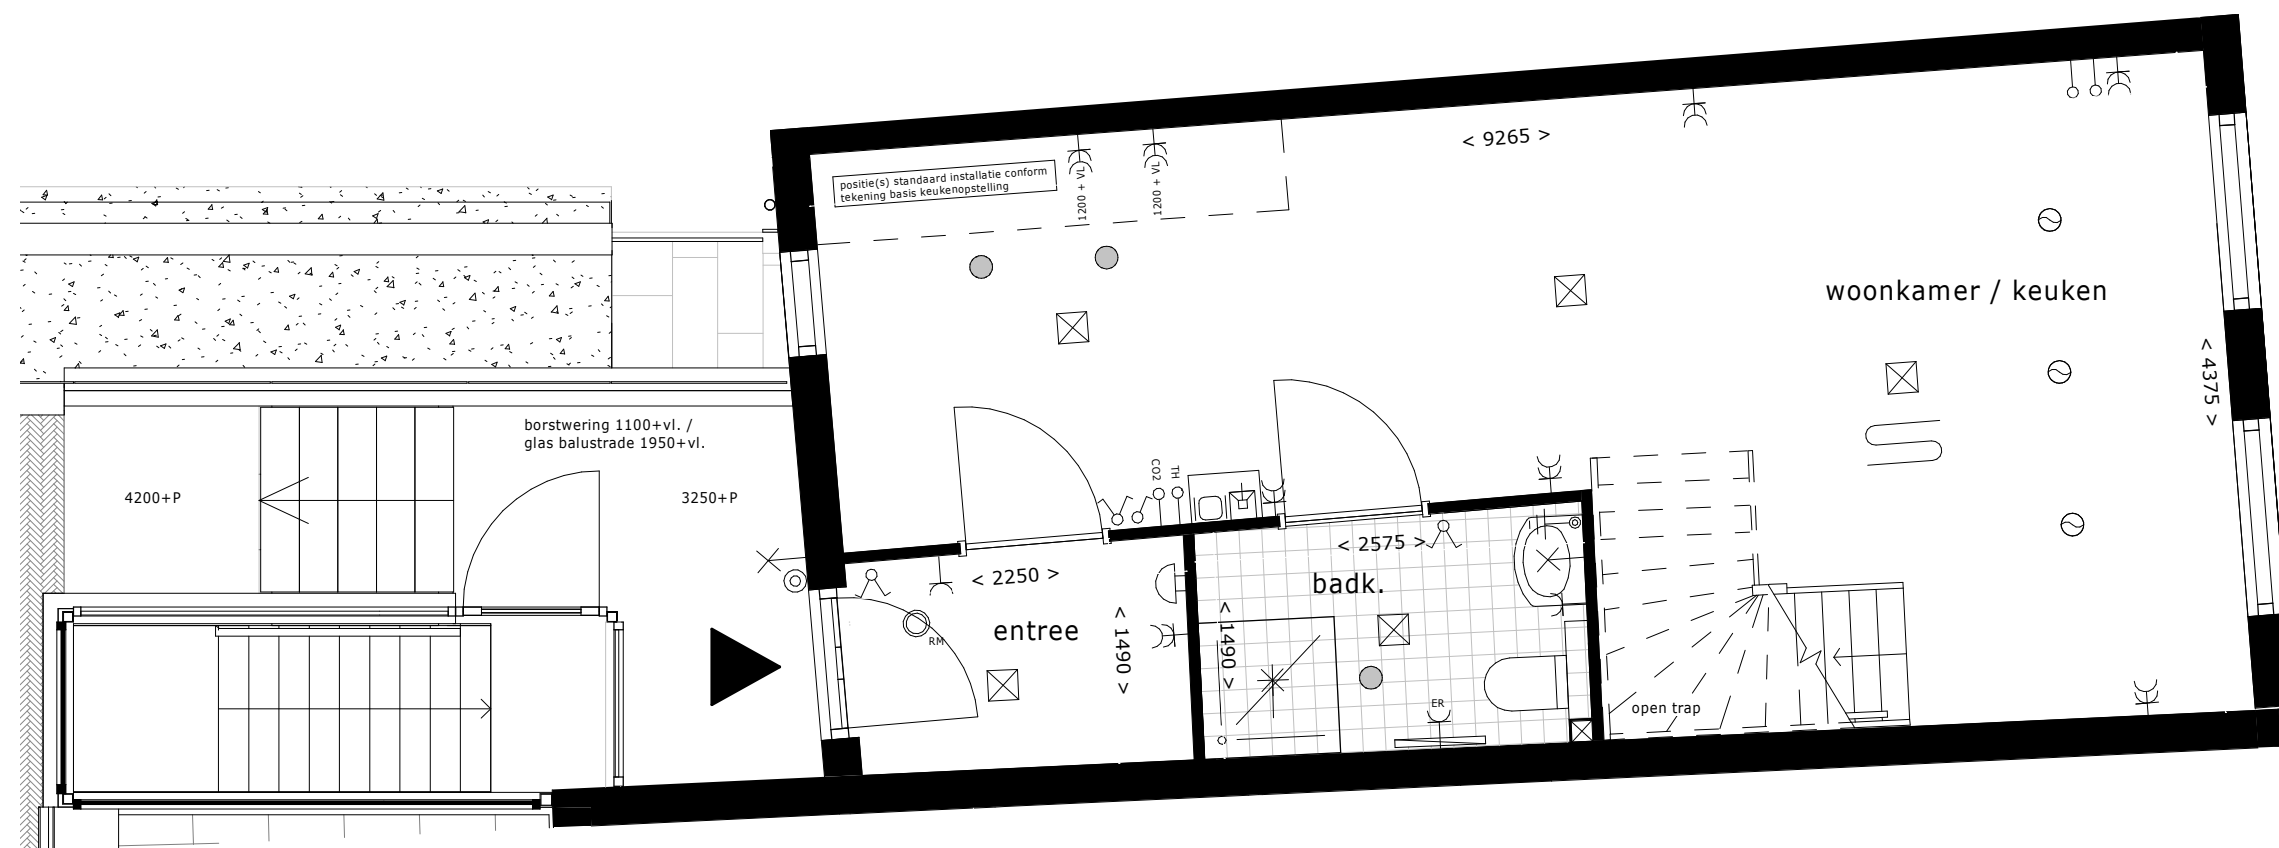 < 9265 >
positie(s) standaard installatie conform
tekening basis keukenopstelling
1200 + VL
1200 + VL
woonkamer / keuken
< 4375 >
borstwering 1100+vl. /
glas balustrade 1950+vl.
4200+P
3250+P
CO2
TH
< 2575 >
badk.
< 2250 >
entree
RM
< 1490 >
< 1490 >
ER
open trap